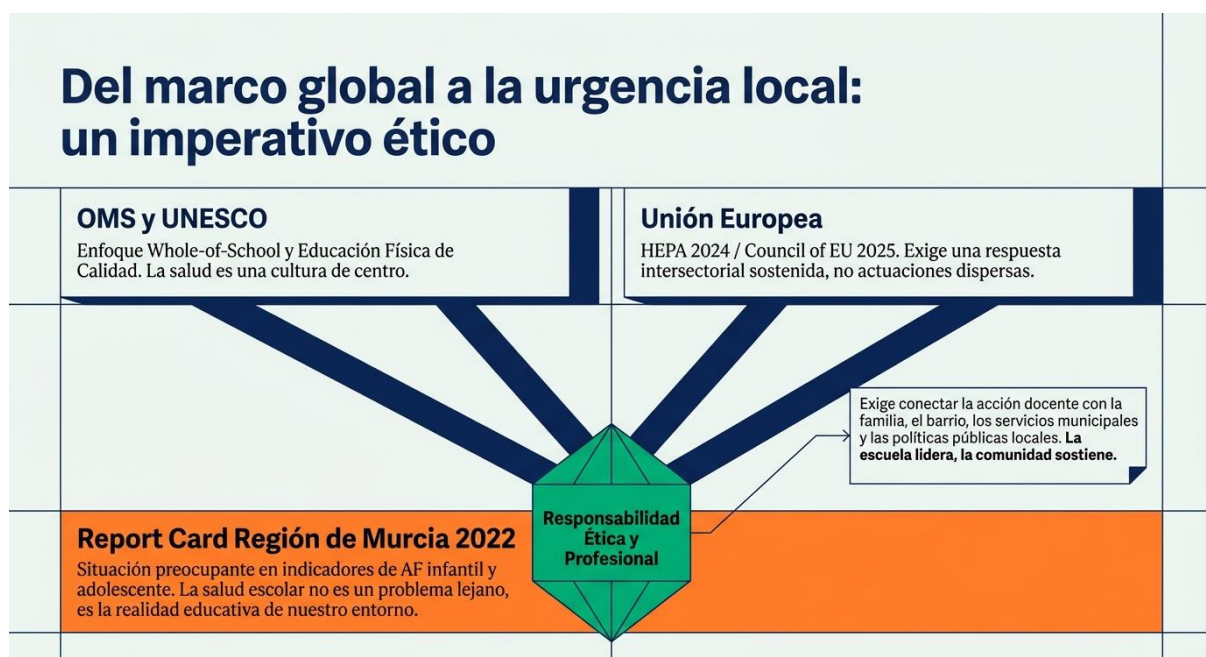 Del marco global a la urgencia local:
un imperativo ético
OMS y UNESCO
Enfoque Whole-of-School y Educación Física de
Calidad. La salud es una cultura de centro.
Unión Europea
HEPA 2024 / Council of EU 2025. Exige una respuesta
intersectorial sostenida, no actuaciones dispersas.
Exige conectar la acción docente con la
familia, el barrio, los servicios municipales
y las políticas públicas locales. La
escuela lidera, la comunidad sostiene.
Responsabilidad
Ética y
Profesional
Report Card Región de Murcia 2022
Situación preocupante en indicadores de AF infantil y
adolescente. La salud escolar no es un problema lejano,
es la realidad educativa de nuestro entorno.